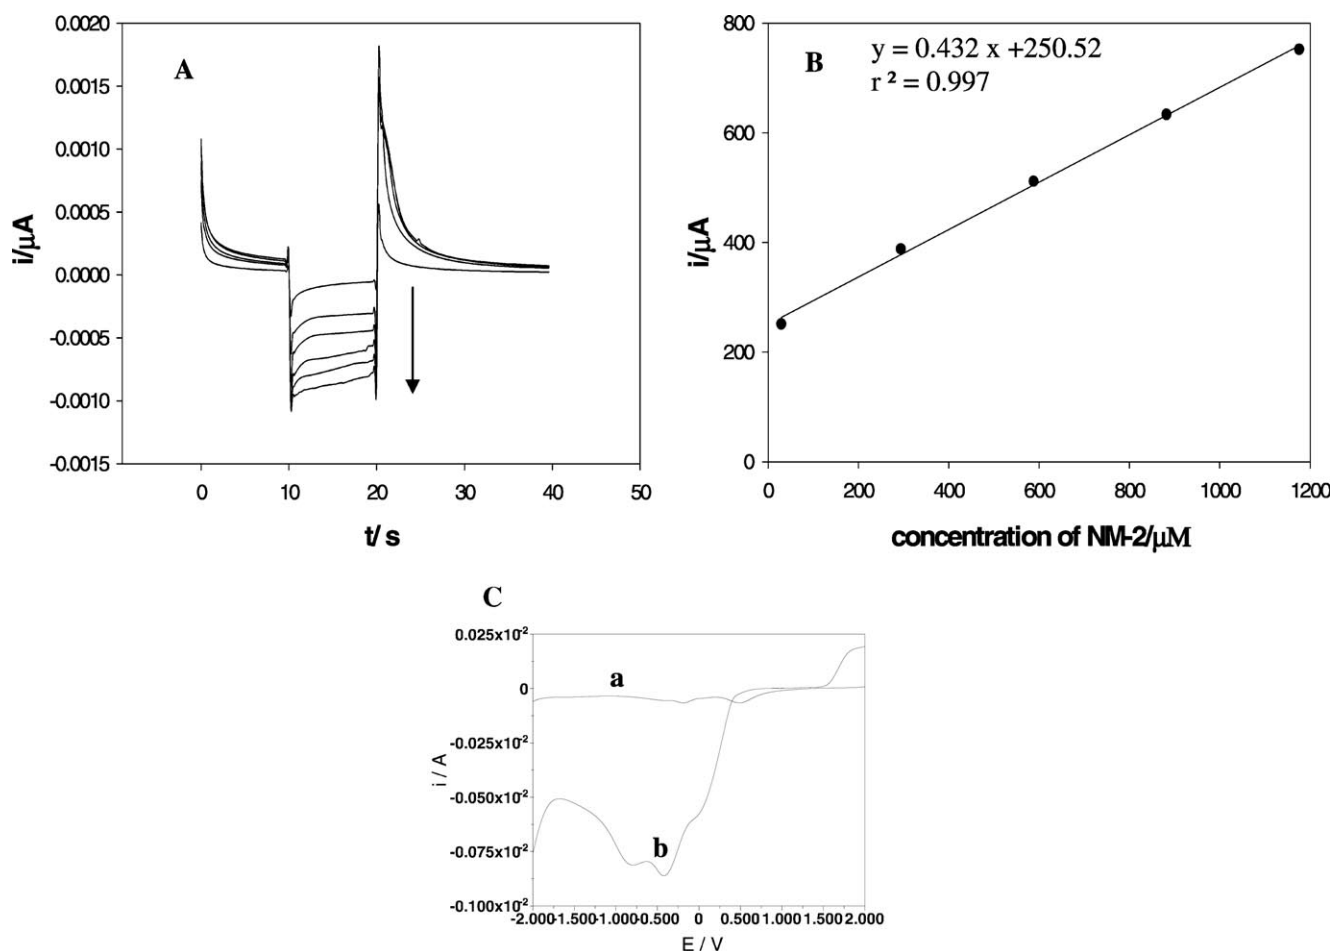 A
0.0020
0.0015
0.0010
0.0005
0.0000
-0.0005
-0.0010
-0.0015
i/µA
0 10 20 30 40 50
t/ s
B
y = 0.432 x +250.52
r ² = 0.997
800
600
400
200
0
i/µA
0 200 400 600 800 1000 1200
concentration of NM-2/µM
C
0.025x10⁻²
0
-0.025x10⁻²
-0.050x10⁻²
-0.075x10⁻²
-0.100x10⁻²
i / A
a
b
-2.000 -1.500 -1.000 -0.500 0 0.500 1.000 1.500 2.000
E / V